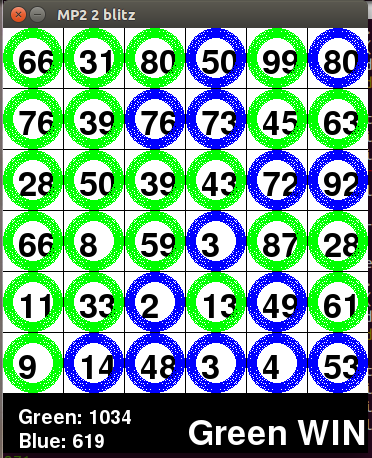 MP2 2 blitz
66 31 80 50 99 80
76 39 76 73 45 63
28 50 39 43 72 92
66 8 59 3 87 28
11 33 2 13 49 61
9 14 48 3 4 53
Green: 1034
Blue: 619
Green WIN